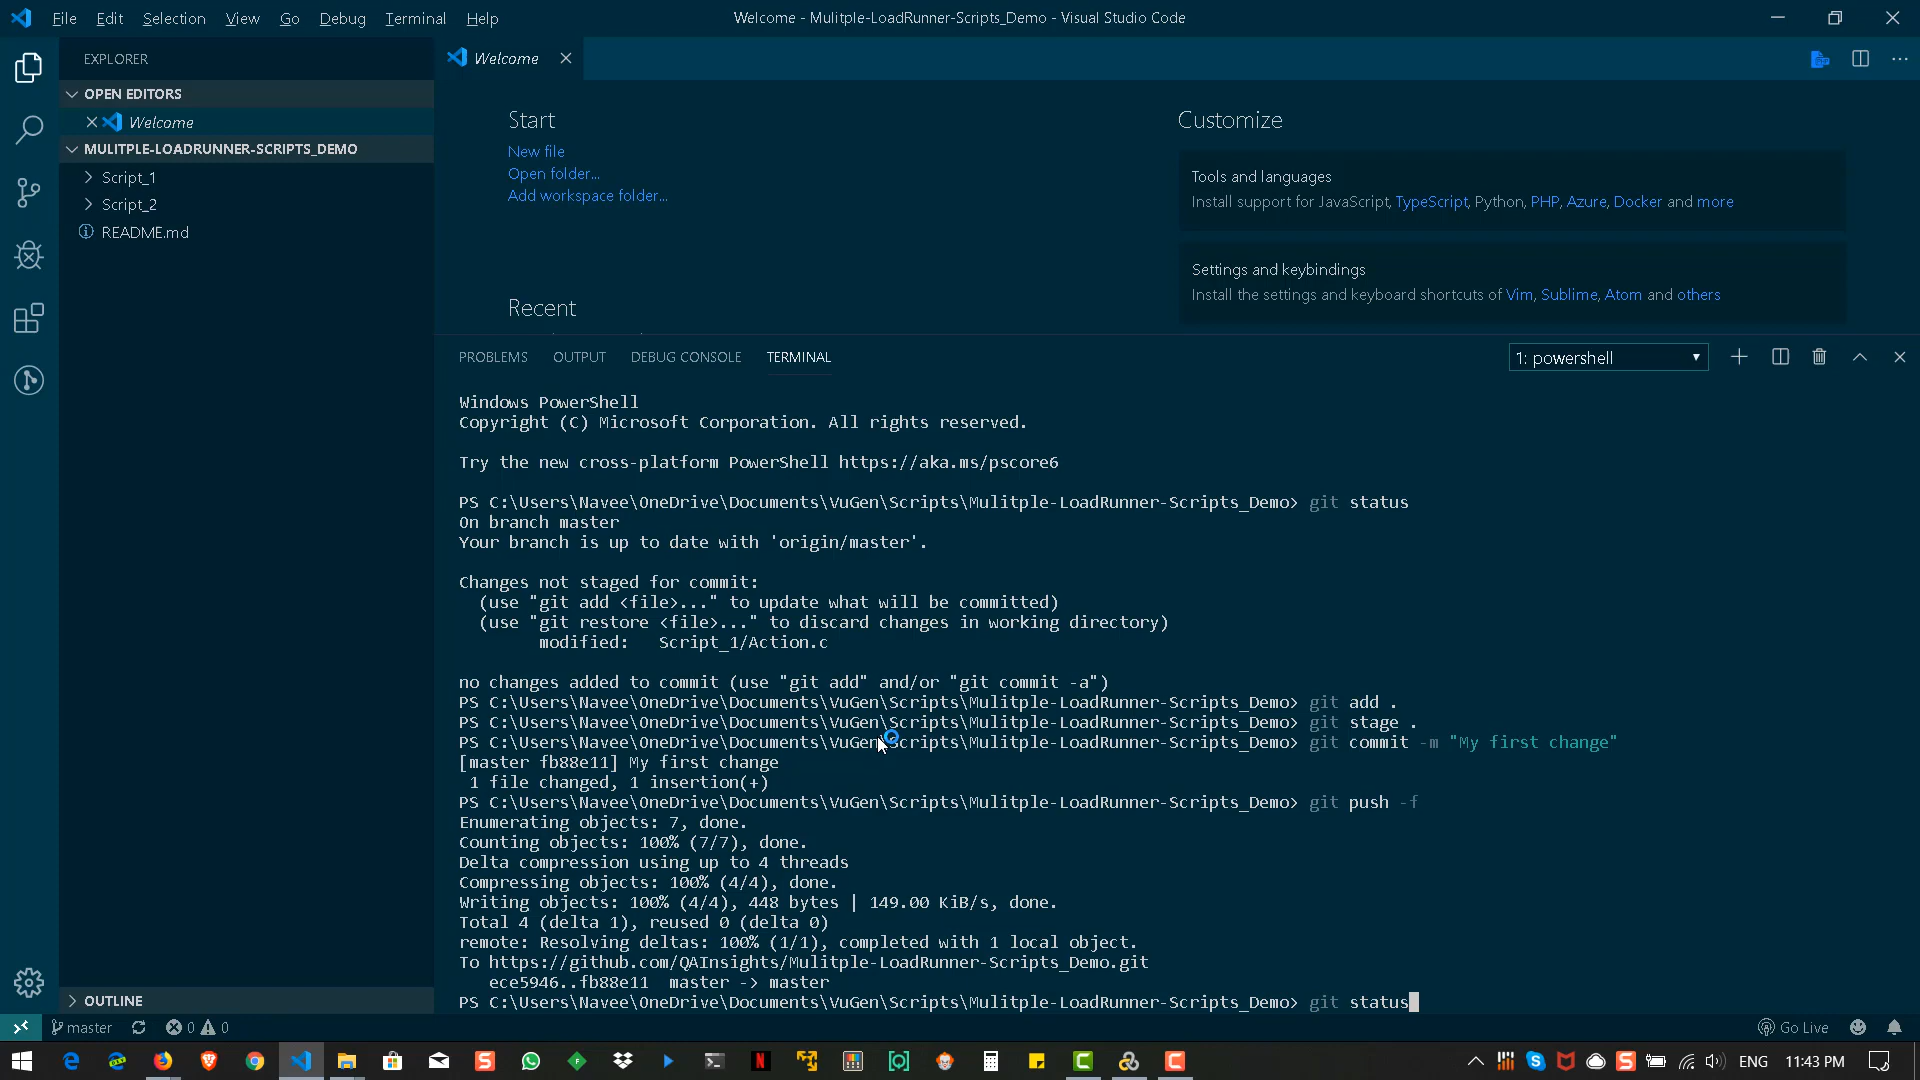 File Edit Selection View Go Debug Terminal Help
Welcome - Mulitple-LoadRunner-Scripts_Demo - Visual Studio Code
EXPLORER
OPEN EDITORS
Welcome
MULITPLE-LOADRUNNER-SCRIPTS_DEMO
Script_1
Script_2
README.md
OUTLINE
Welcome
Start
New file
Open folder...
Add workspace folder...
Recent
Customize
Tools and languages
Install support for JavaScript, TypeScript, Python, PHP, Azure, Docker and more
Settings and keybindings
Install the settings and keyboard shortcuts of Vim, Sublime, Atom and others
PROBLEMS OUTPUT DEBUG CONSOLE TERMINAL
1: powershell
Windows PowerShell
Copyright (C) Microsoft Corporation. All rights reserved.
Try the new cross-platform PowerShell https://aka.ms/pscore6
PS C:\Users\Navee\OneDrive\Documents\VuGen\Scripts\Mulitple-LoadRunner-Scripts_Demo> git status
On branch master
Your branch is up to date with 'origin/master'.
Changes not staged for commit:
(use "git add <file>..." to update what will be committed)
(use "git restore <file>..." to discard changes in working directory)
modified: Script_1/Action.c
no changes added to commit (use "git add" and/or "git commit -a")
PS C:\Users\Navee\OneDrive\Documents\VuGen\Scripts\Mulitple-LoadRunner-Scripts_Demo> git add .
PS C:\Users\Navee\OneDrive\Documents\VuGen\Scripts\Mulitple-LoadRunner-Scripts_Demo> git stage .
PS C:\Users\Navee\OneDrive\Documents\VuGen\Scripts\Mulitple-LoadRunner-Scripts_Demo> git commit -m "My first change"
[master fb88e11] My first change
1 file changed, 1 insertion(+)
PS C:\Users\Navee\OneDrive\Documents\VuGen\Scripts\Mulitple-LoadRunner-Scripts_Demo> git push -f
Enumerating objects: 7, done.
Counting objects: 100% (7/7), done.
Delta compression using up to 4 threads
Compressing objects: 100% (4/4), done.
Writing objects: 100% (4/4), 448 bytes | 149.00 KiB/s, done.
Total 4 (delta 1), reused 0 (delta 0)
remote: Resolving deltas: 100% (1/1), completed with 1 local object.
To https://github.com/QAInsights/Mulitple-LoadRunner-Scripts_Demo.git
ece5946..fb88e11 master -> master
PS C:\Users\Navee\OneDrive\Documents\VuGen\Scripts\Mulitple-LoadRunner-Scripts_Demo> git status
master 0 0
Go Live
ENG 11:43 PM